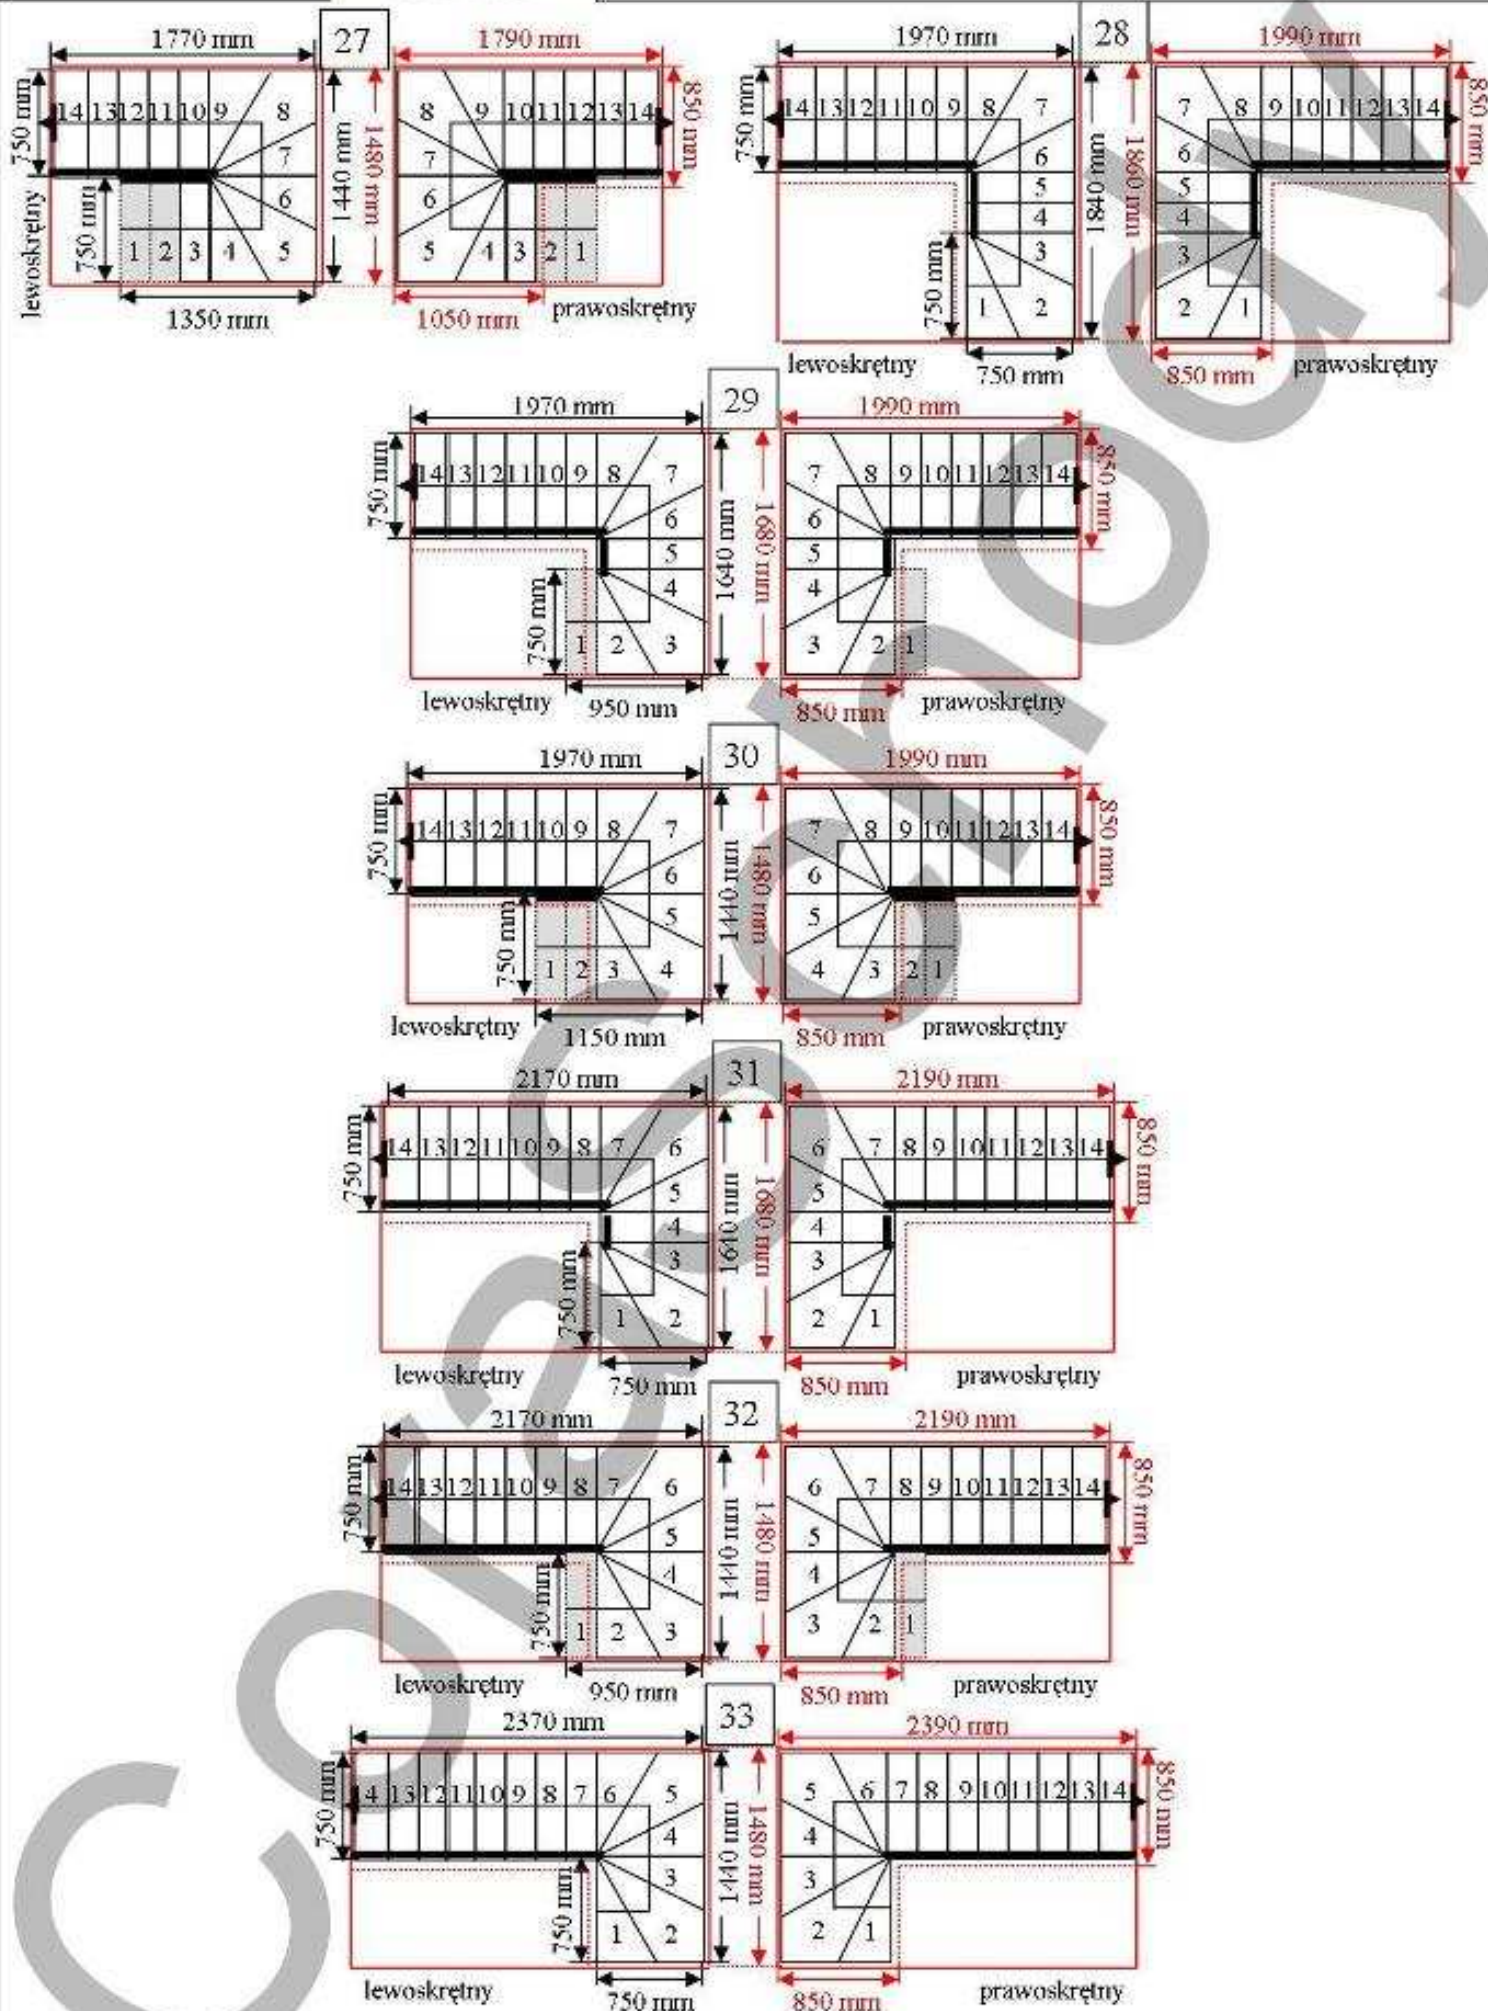 27
1770 mm
1790 mm
750 mm
14 13 12 11 10 9 8
7
6
1 2 3 4 5
750 mm
1440 mm
1480 mm
lewoskrętny
1350 mm
8 9 10 11 12 13 14
7
6
5 4 3 2 1
850 mm
1050 mm
prawoskrętny
28
1970 mm
1990 mm
750 mm
14 13 12 11 10 9 8 7
6
5
4
3
1 2
750 mm
1840 mm
1860 mm
lewoskrętny
750 mm
7 8 9 10 11 12 13 14
6
5
4
3
2 1
850 mm
850 mm
prawoskrętny
29
1970 mm
1990 mm
750 mm
14 13 12 11 10 9 8 7
6
5
4
1 2 3
750 mm
1640 mm
1680 mm
lewoskrętny
950 mm
7 8 9 10 11 12 13 14
6
5
4
3 2 1
850 mm
850 mm
prawoskrętny
30
1970 mm
1990 mm
750 mm
14 13 12 11 10 9 8 7
6
5
1 2 3 4
750 mm
1440 mm
1480 mm
lewoskrętny
1150 mm
7 8 9 10 11 12 13 14
6
5
4 3 2 1
850 mm
850 mm
prawoskrętny
31
2170 mm
2190 mm
750 mm
14 13 12 11 10 9 8 7 6
5
4
3
1 2
750 mm
1640 mm
1680 mm
lewoskrętny
750 mm
6 7 8 9 10 11 12 13 14
5
4
3
2 1
850 mm
850 mm
prawoskrętny
32
2170 mm
2190 mm
750 mm
14 13 12 11 10 9 8 7 6
5
4
1 2 3
750 mm
1440 mm
1480 mm
lewoskrętny
950 mm
6 7 8 9 10 11 12 13 14
5
4
3 2 1
850 mm
850 mm
prawoskrętny
33
2370 mm
2390 mm
750 mm
14 13 12 11 10 9 8 7 6 5
4
3
1 2
750 mm
1440 mm
1480 mm
lewoskrętny
750 mm
5 6 7 8 9 10 11 12 13 14
4
3
2 1
850 mm
850 mm
prawoskrętny
CoraSchody